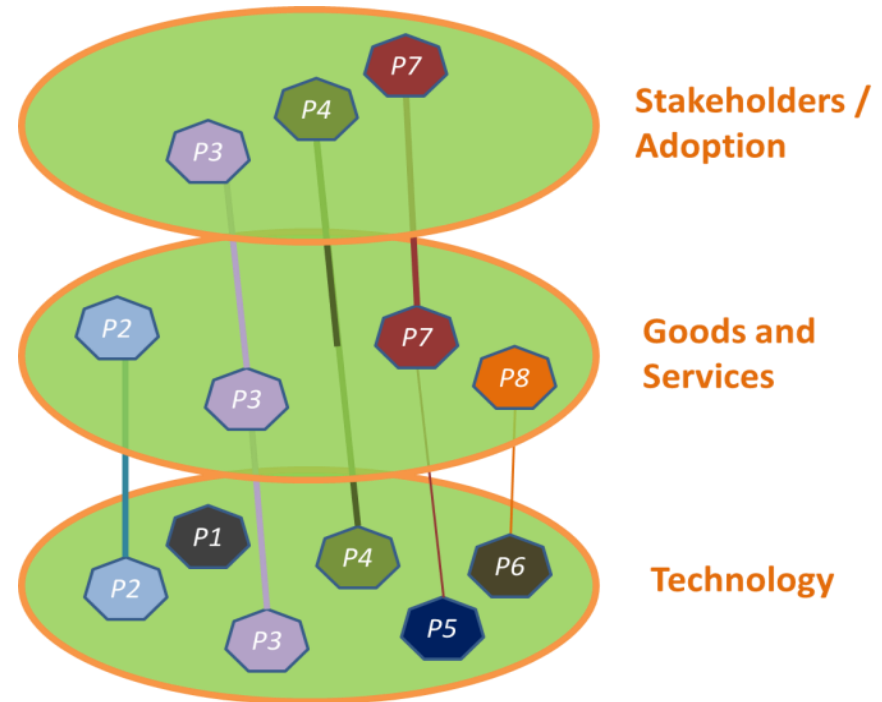 P7
P4
P3
Stakeholders /
Adoption
P2
P7
P3
P8
Goods and
Services
P1
P4
P2
P6
P5
P3
Technology